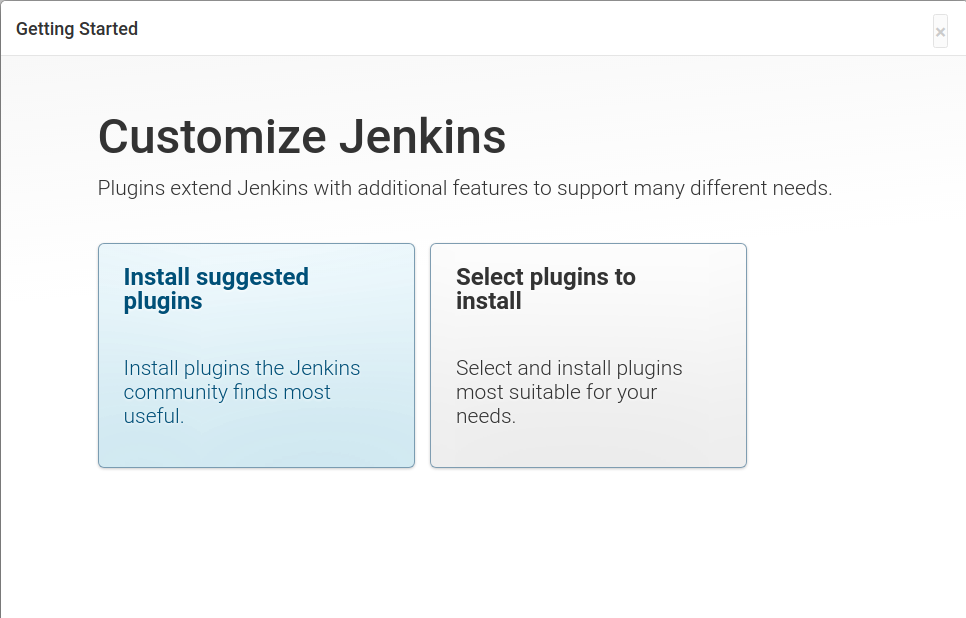 Getting Started
×
Customize Jenkins
Plugins extend Jenkins with additional features to support many different needs.
Install suggested
plugins
Install plugins the Jenkins
community finds most
useful.
Select plugins to
install
Select and install plugins
most suitable for your
needs.